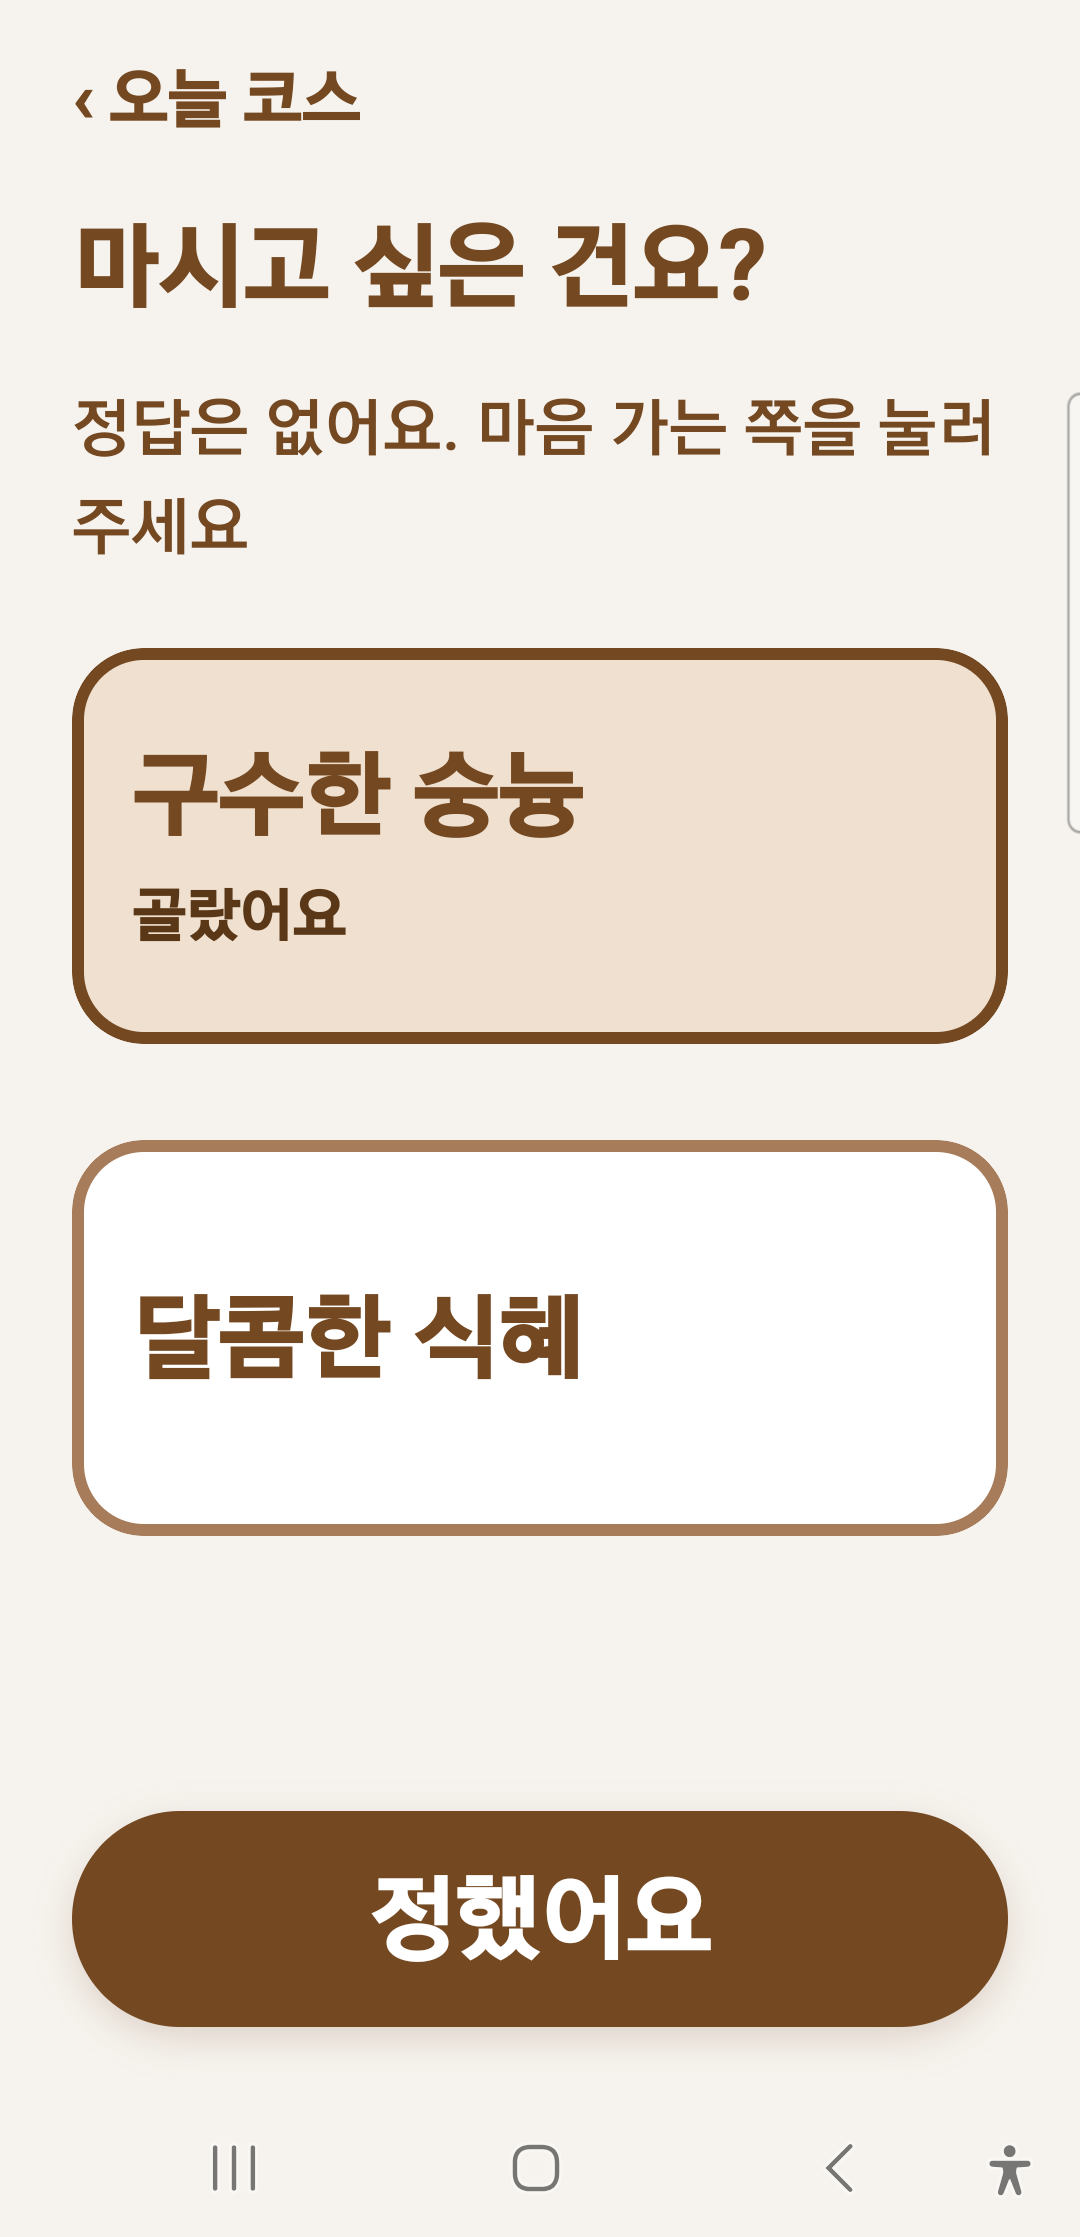 ‹ 오늘 코스
마시고 싶은 건요?
정답은 없어요. 마음 가는 쪽을 눌러
주세요
구수한 숭늉
골랐어요
달콤한 식혜
정했어요